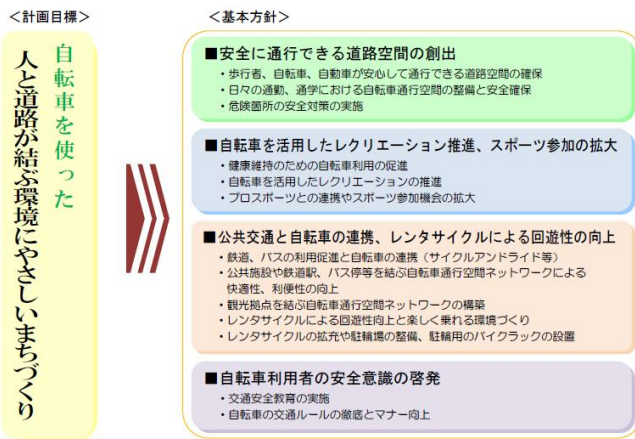 ＜計画目標＞
自転車を使った
人と道路が結ぶ環境にやさしいまちづくり
＜基本方針＞
■安全に通行できる道路空間の創出
・歩行者、自転車、自動車が安心して通行できる道路空間の確保
・日々の通勤、通学における自転車通行空間の整備と安全確保
・危険箇所の安全対策の実施
■自転車を活用したレクリエーション推進、スポーツ参加の拡大
・健康維持のための自転車利用の促進
・自転車を活用したレクリエーションの推進
・プロスポーツとの連携やスポーツ参加機会の拡大
■公共交通と自転車の連携、レンタサイクルによる回遊性の向上
・鉄道、バスの利用促進と自転車の連携（サイクルアンドライド等）
・公共施設や鉄道駅、バス停等を結ぶ自転車通行空間ネットワークによる
快適性、利便性の向上
・観光拠点を結ぶ自転車通行空間ネットワークの構築
・レンタサイクルによる回遊性向上と楽しく乗れる環境づくり
・レンタサイクルの拡充や駐輪場の整備、駐輪用のバイクラックの設置
■自転車利用者の安全意識の啓発
・交通安全教育の実施
・自転車の交通ルールの徹底とマナー向上